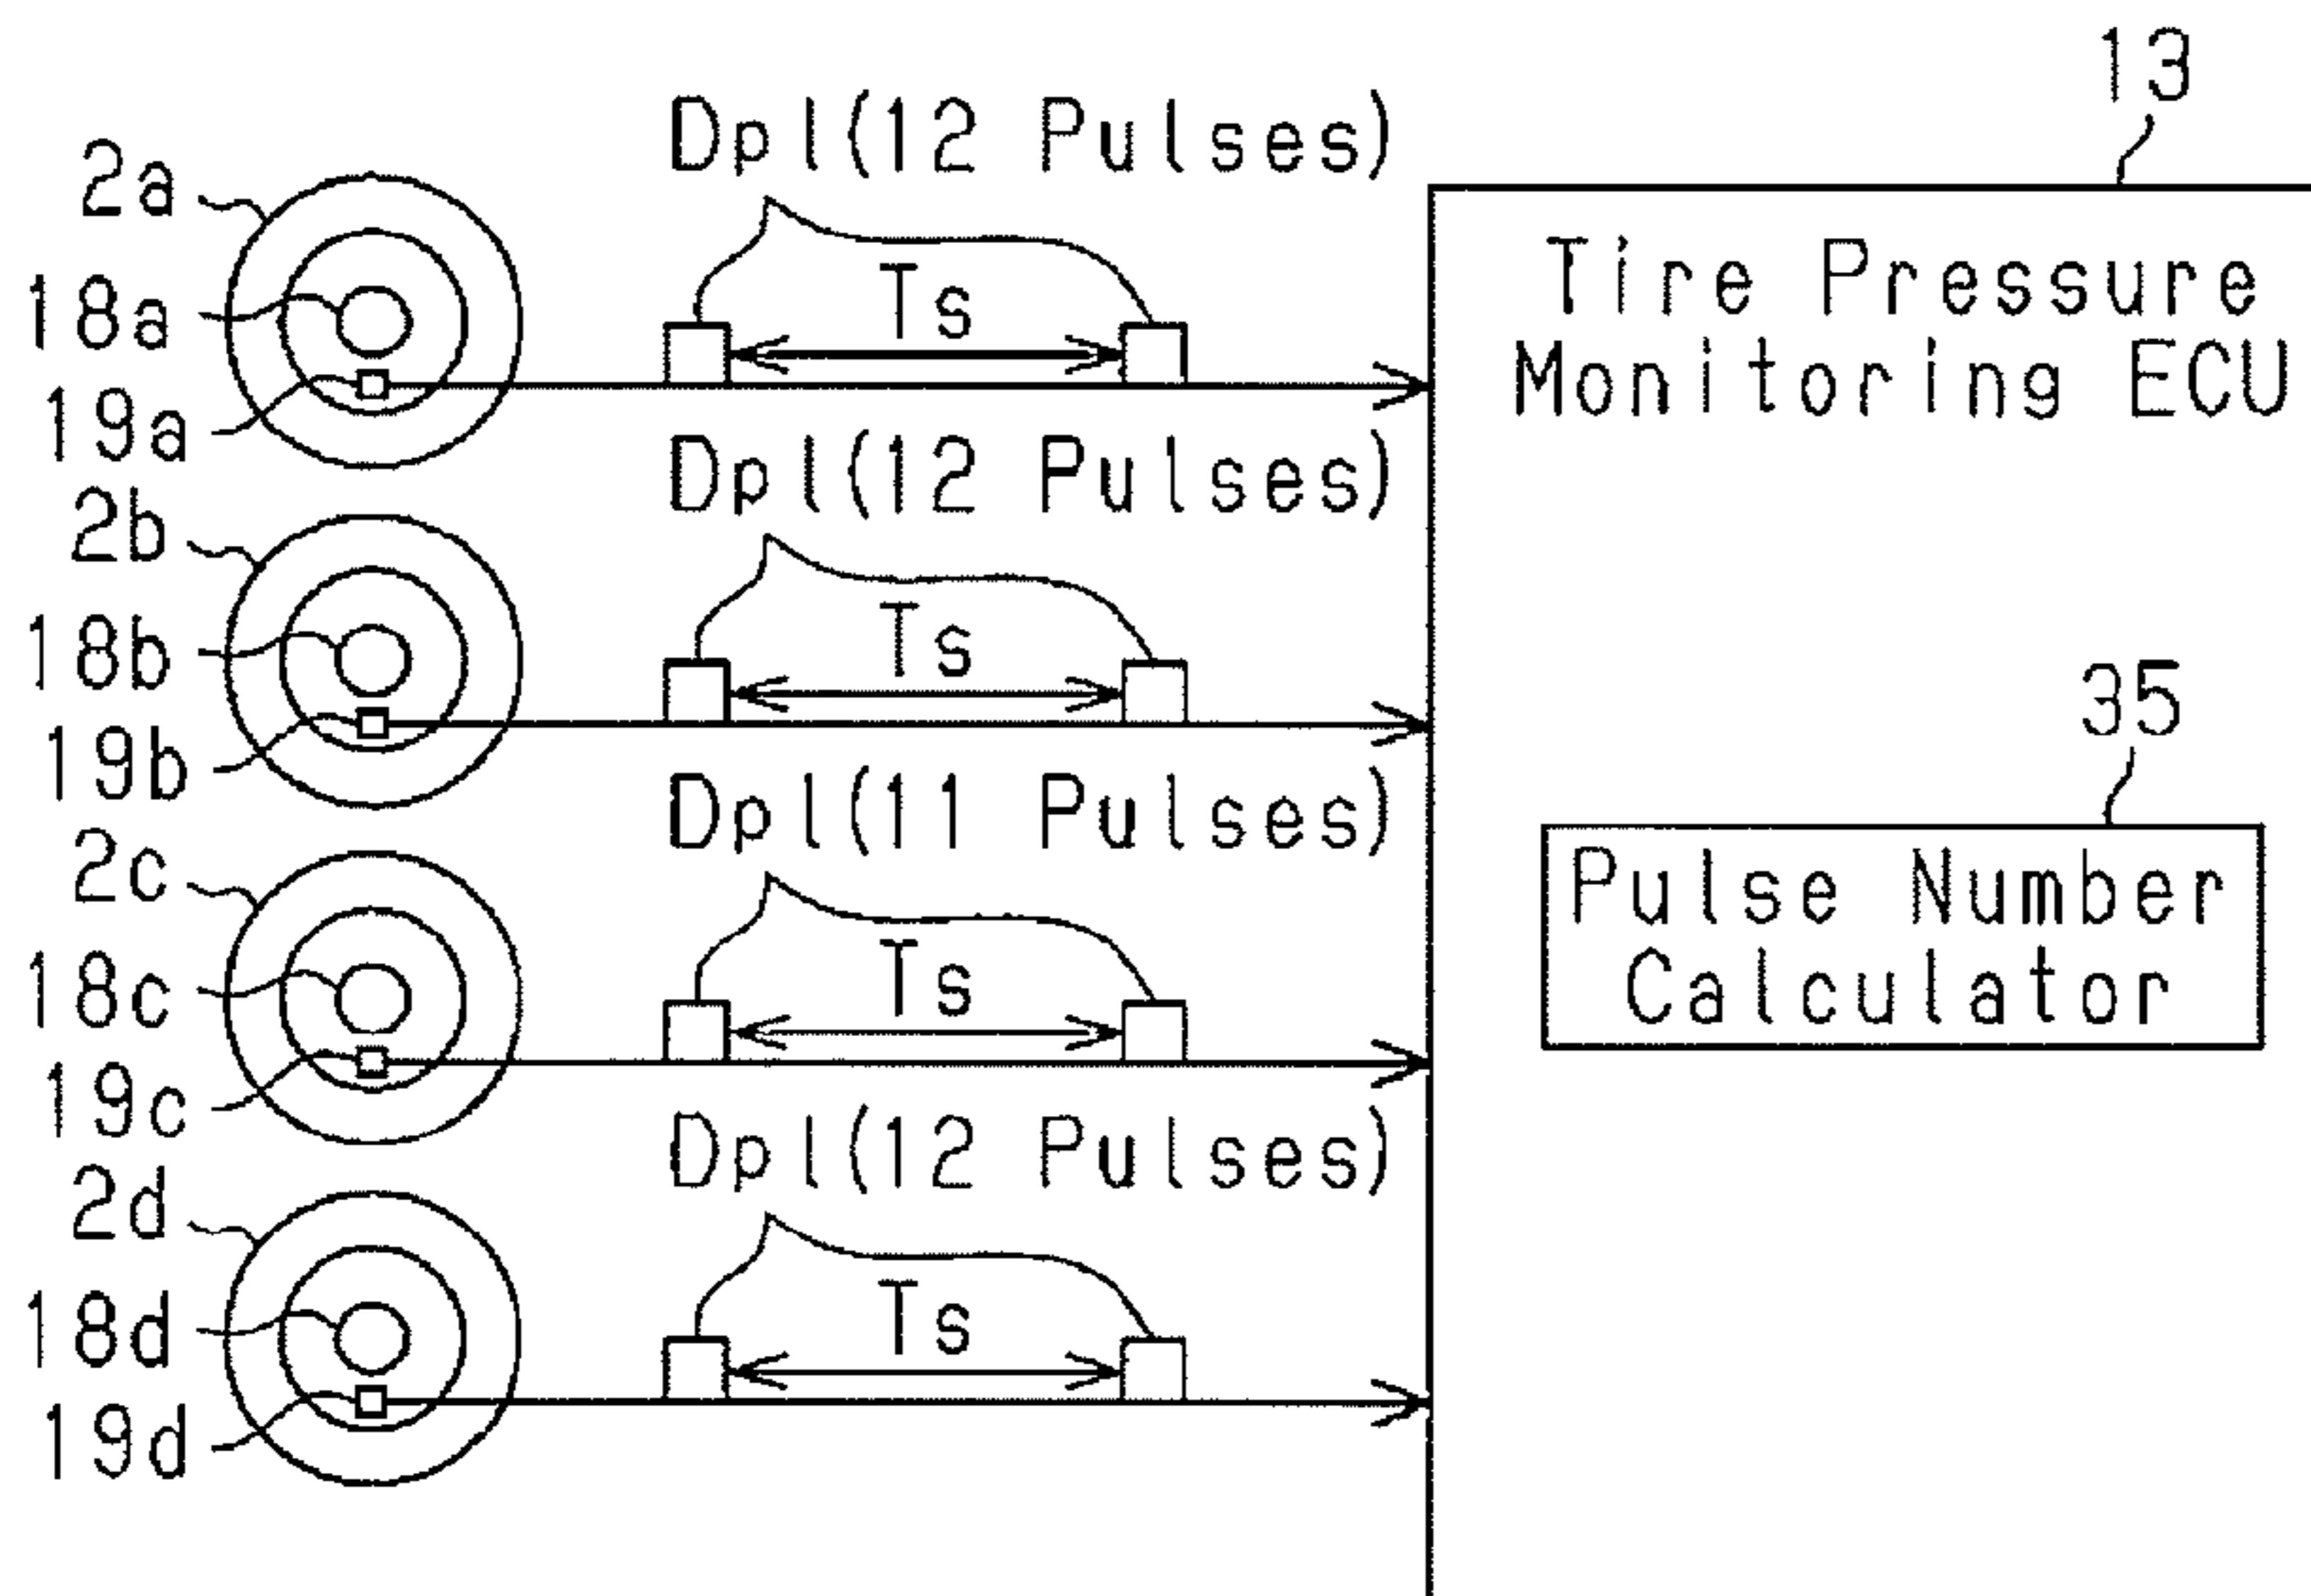 13
Dpl(12 Pulses)
2a
18a
Ts
19a
Tire Pressure
Monitoring ECU
Dpl(12 Pulses)
2b
18b
Ts
19b
35
Dpl(11 Pulses)
2c
18c
Ts
19c
Pulse Number
Calculator
Dpl(12 Pulses)
2d
18d
Ts
19d